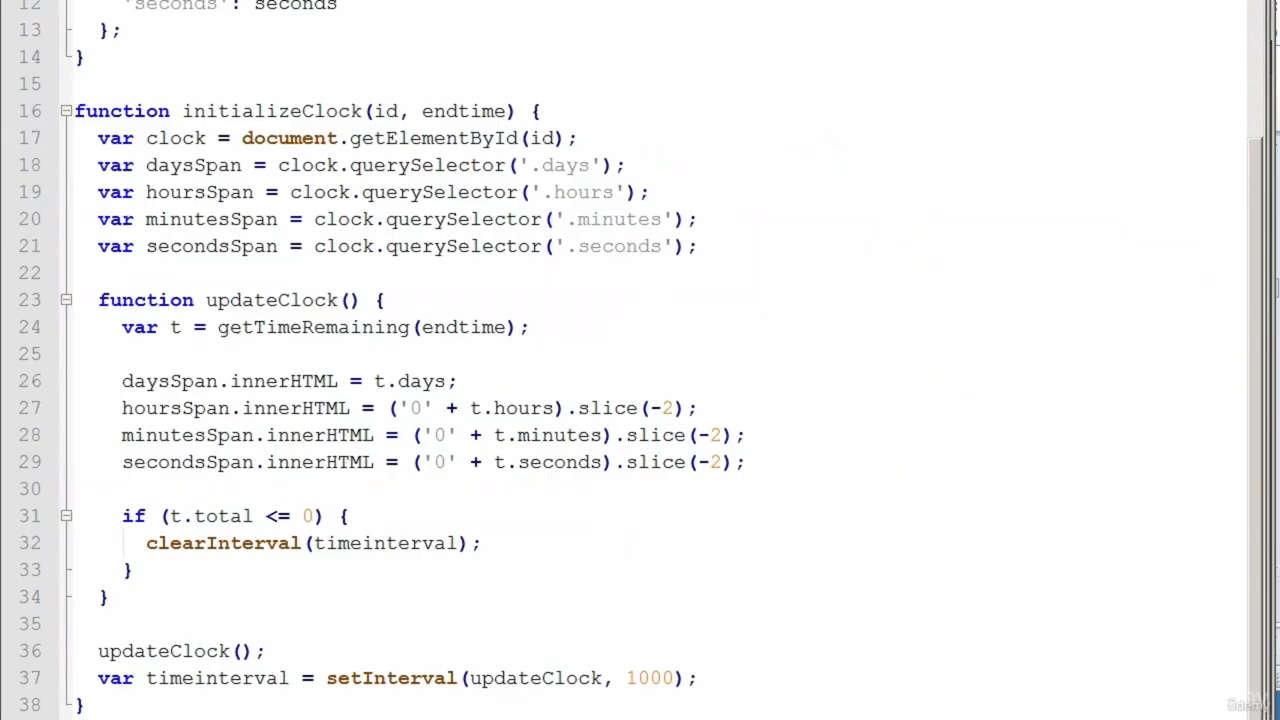 12 'seconds': seconds
13 };
14 }
15
16 function initializeClock(id, endtime) {
17 var clock = document.getElementById(id);
18 var daysSpan = clock.querySelector('.days');
19 var hoursSpan = clock.querySelector('.hours');
20 var minutesSpan = clock.querySelector('.minutes');
21 var secondsSpan = clock.querySelector('.seconds');
22
23 function updateClock() {
24 var t = getTimeRemaining(endtime);
25
26 daysSpan.innerHTML = t.days;
27 hoursSpan.innerHTML = ('0' + t.hours).slice(-2);
28 minutesSpan.innerHTML = ('0' + t.minutes).slice(-2);
29 secondsSpan.innerHTML = ('0' + t.seconds).slice(-2);
30
31 if (t.total <= 0) {
32 clearInterval(timeinterval);
33 }
34 }
35
36 updateClock();
37 var timeinterval = setInterval(updateClock, 1000);
38 }
ûdemy